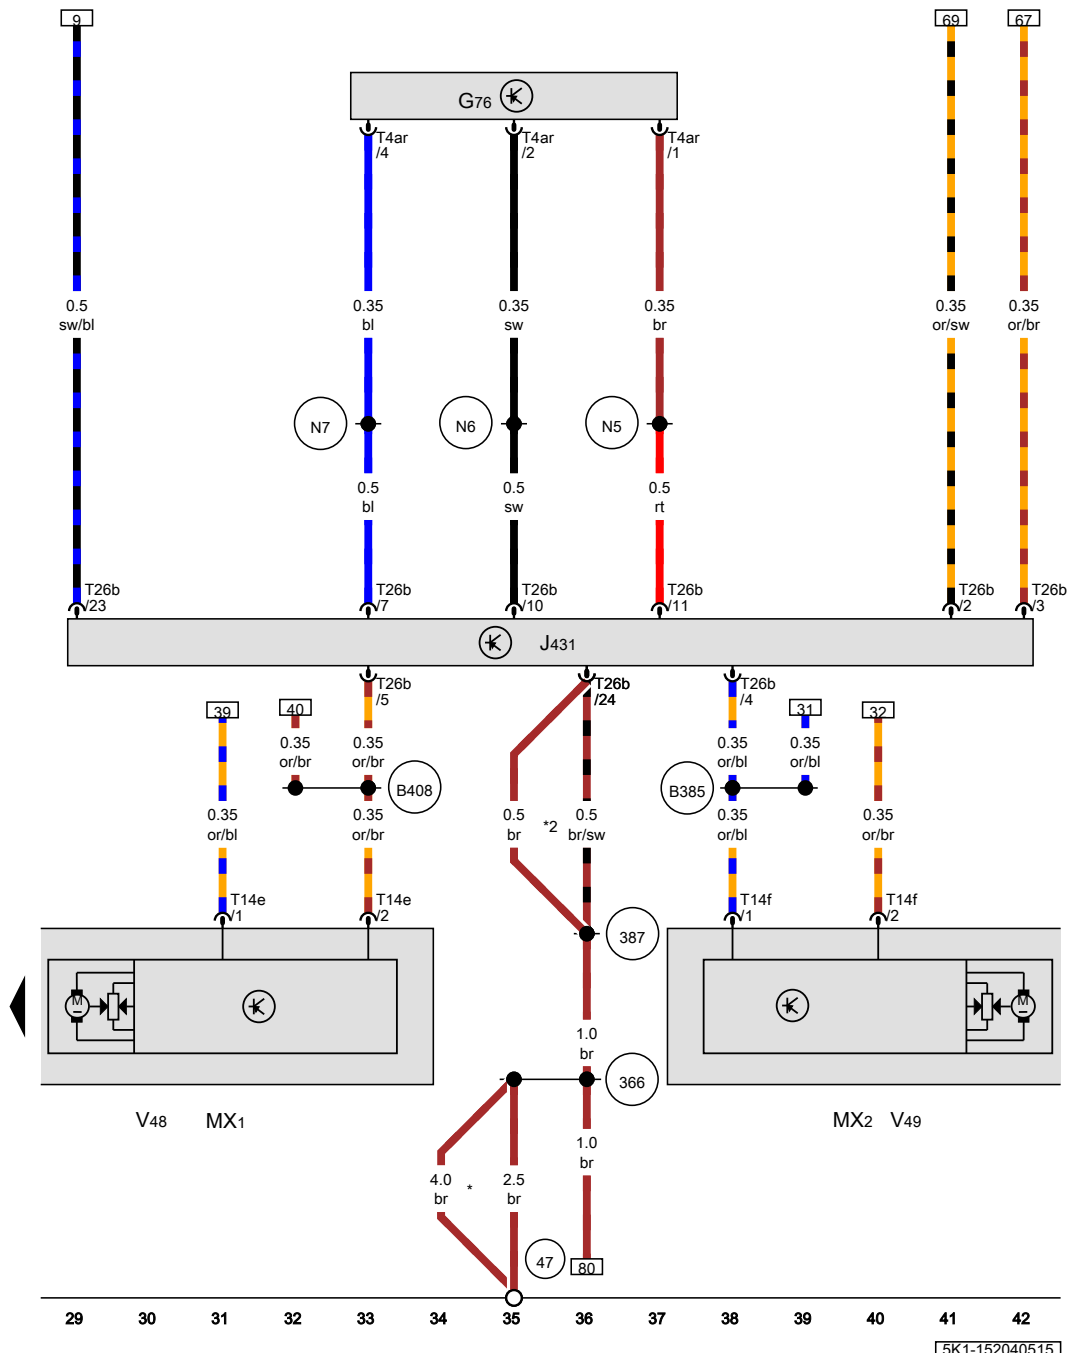 9
69
67
G76
T4ar
/4
T4ar
/2
T4ar
/1
0.5
sw/bl
0.35
bl
0.35
sw
0.35
br
0.35
or/sw
0.35
or/br
N7
N6
N5
0.5
bl
0.5
sw
0.5
rt
T26b
/23
T26b
/7
T26b
/10
T26b
/11
T26b
/2
T26b
/3
J431
T26b
/5
T26b
/24
T26b
/4
39
40
31
32
0.35
or/br
0.35
or/br
0.35
or/bl
0.35
or/bl
B408
B385
0.35
or/bl
0.35
or/br
0.5
br
*2
0.5
br/sw
0.35
or/bl
0.35
or/br
T14e
/1
T14e
/2
T14f
/1
T14f
/2
387
M
M
1.0
br
366
V48
MX1
MX2
V49
1.0
br
4.0
br
*
2.5
br
47
80
29 30 31 32 33 34 35 36 37 38 39 40 41 42
5K1-152040515